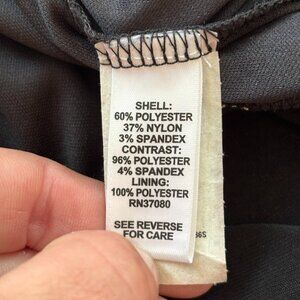 SHELL:
60% POLYESTER
37% NYLON
3% SPANDEX
CONTRAST:
96% POLYESTER
4% SPANDEX
LINING:
100% POLYESTER
RN37080
SEE REVERSE
FOR CARE